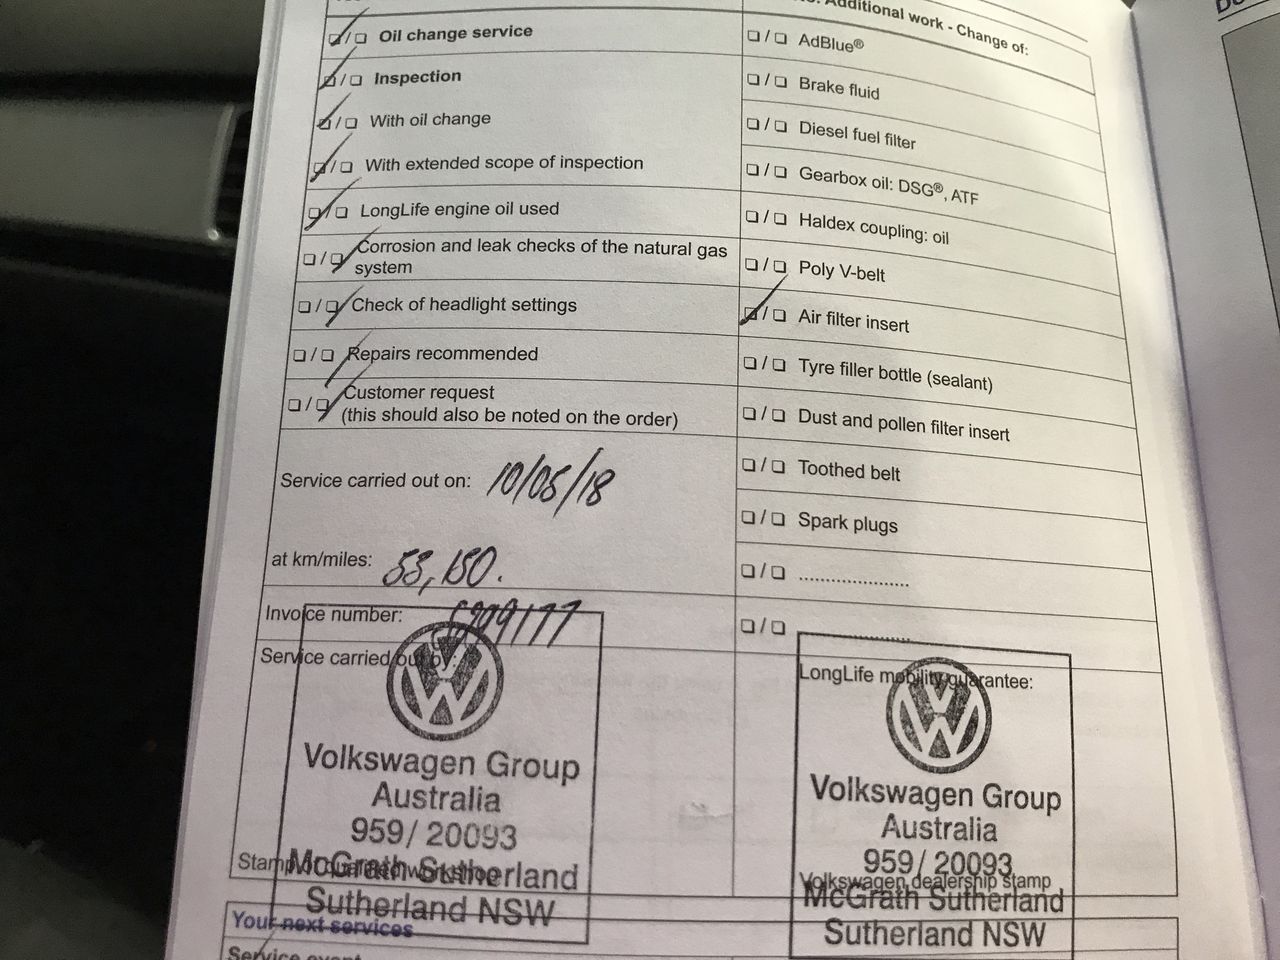 Additional work - Change of:
Oil change service
Inspection
With oil change
With extended scope of inspection
LongLife engine oil used
Corrosion and leak checks of the natural gas
system
Check of headlight settings
Repairs recommended
Customer request
(this should also be noted on the order)
Service carried out on: 10/05/18
at km/miles: 53,150.
Invoice number:
Service carried out by:
Volkswagen Group
Australia
959/ 20093
McGrath Sutherland
Sutherland NSW
AdBlue®
Brake fluid
Diesel fuel filter
Gearbox oil: DSG®, ATF
Haldex coupling: oil
Poly V-belt
Air filter insert
Tyre filler bottle (sealant)
Dust and pollen filter insert
Toothed belt
Spark plugs
LongLife mobility guarantee:
Volkswagen Group
Australia
959/ 20093
Volkswagen dealership stamp
McGrath Sutherland
Sutherland NSW
Your next services
Service event